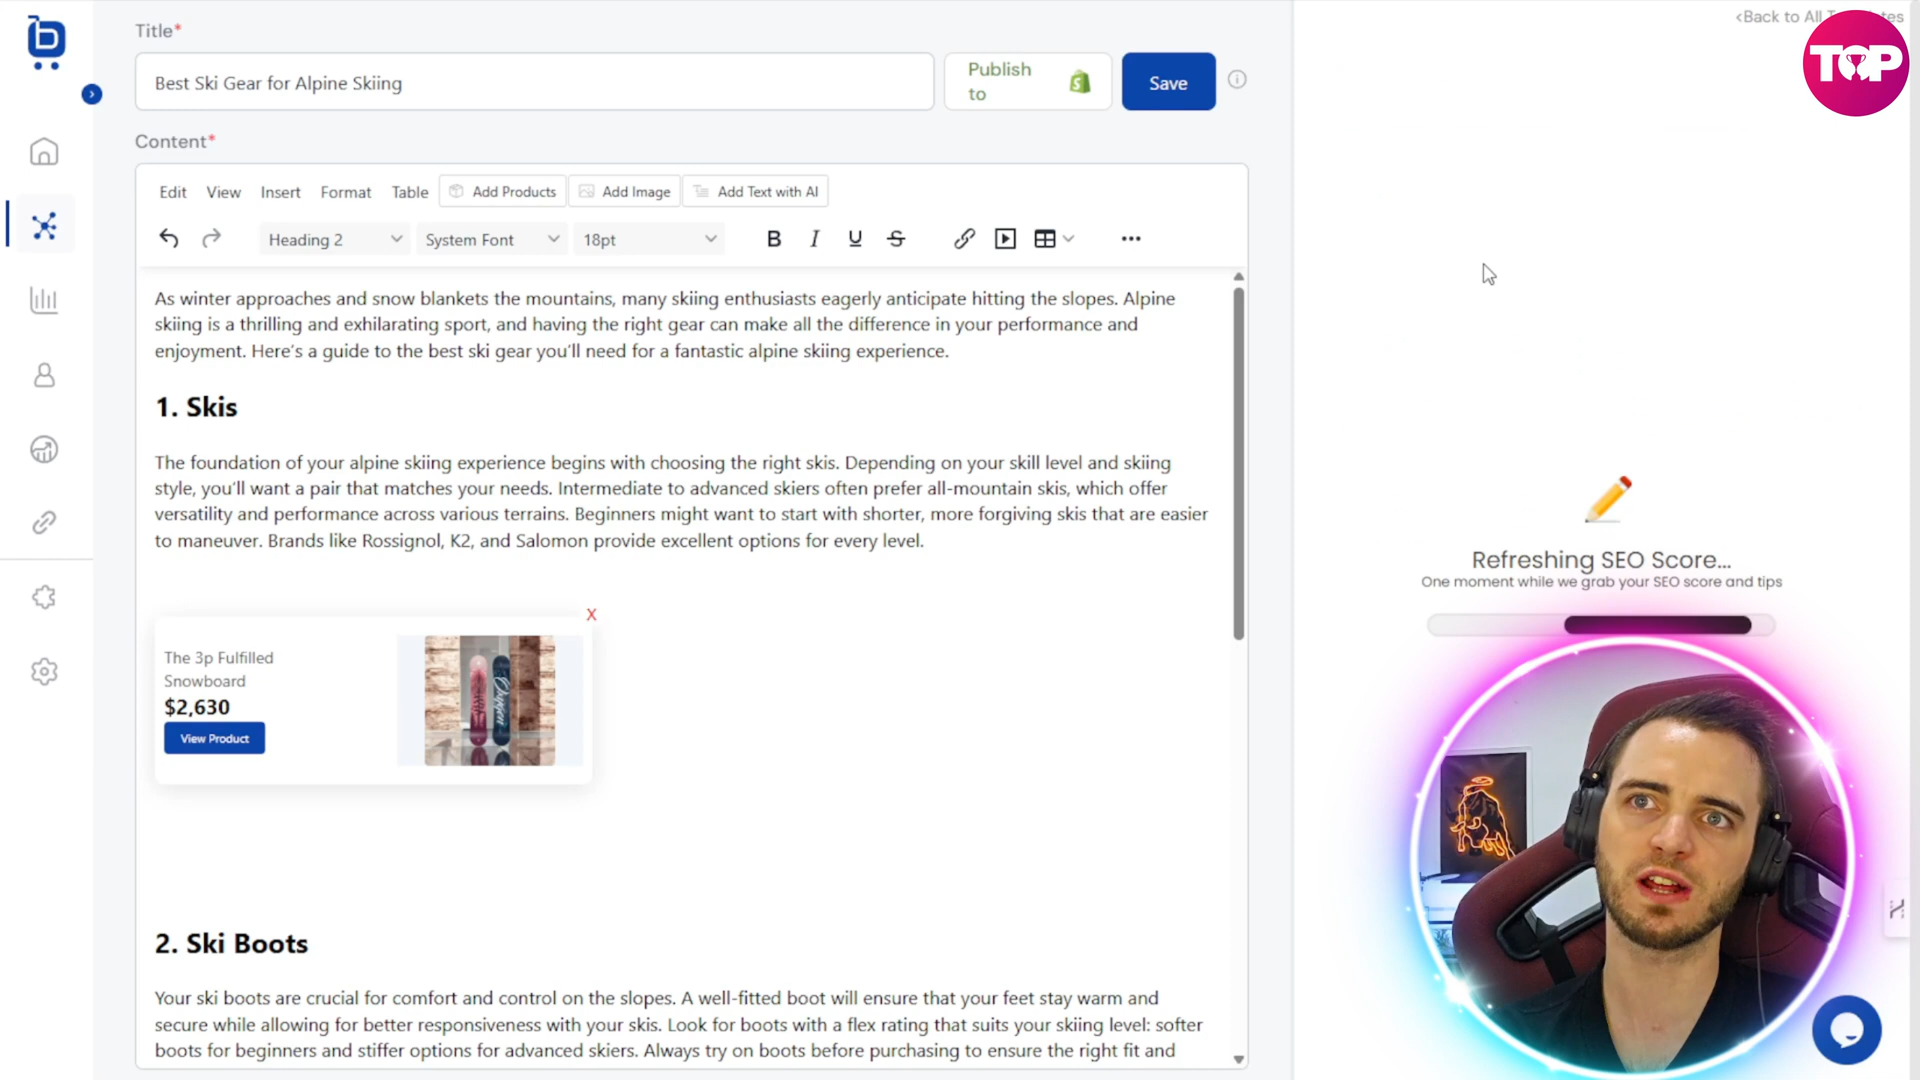 Title*
<Back to All
TOP
Best Ski Gear for Alpine Skiing
Publish to
Save
Content*
Edit View Insert Format Table Add Products Add Image Add Text with AI
Heading 2 System Font 18pt B I U S
As winter approaches and snow blankets the mountains, many skiing enthusiasts eagerly anticipate hitting the slopes. Alpine
skiing is a thrilling and exhilarating sport, and having the right gear can make all the difference in your performance and
enjoyment. Here's a guide to the best ski gear you'll need for a fantastic alpine skiing experience.
1. Skis
The foundation of your alpine skiing experience begins with choosing the right skis. Depending on your skill level and skiing
style, you'll want a pair that matches your needs. Intermediate to advanced skiers often prefer all-mountain skis, which offer
versatility and performance across various terrains. Beginners might want to start with shorter, more forgiving skis that are easier
to maneuver. Brands like Rossignol, K2, and Salomon provide excellent options for every level.
Refreshing SEO Score...
One moment while we grab your SEO score and tips
X
The 3p Fulfilled
Snowboard
$2,630
View Product
2. Ski Boots
Your ski boots are crucial for comfort and control on the slopes. A well-fitted boot will ensure that your feet stay warm and
secure while allowing for better responsiveness with your skis. Look for boots with a flex rating that suits your skiing level: softer
boots for beginners and stiffer options for advanced skiers. Always try on boots before purchasing to ensure the right fit and